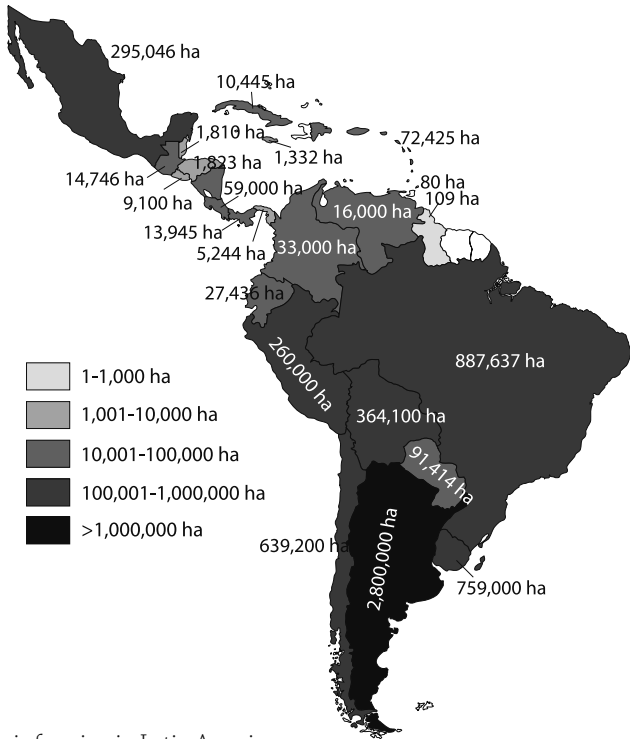 295,046 ha
10,445 ha
1,810 ha
72,425 ha
1,332 ha
1,823 ha
14,746 ha
80 ha
59,000 ha
109 ha
9,100 ha
16,000 ha
13,945 ha
5,244 ha
33,000 ha
27,436 ha
260,000 ha
887,637 ha
1-1,000 ha
364,100 ha
1,001-10,000 ha
10,001-100,000 ha
91,414 ha
100,001-1,000,000 ha
>1,000,000 ha
639,200 ha
2,800,000 ha
759,000 ha
in Latin America